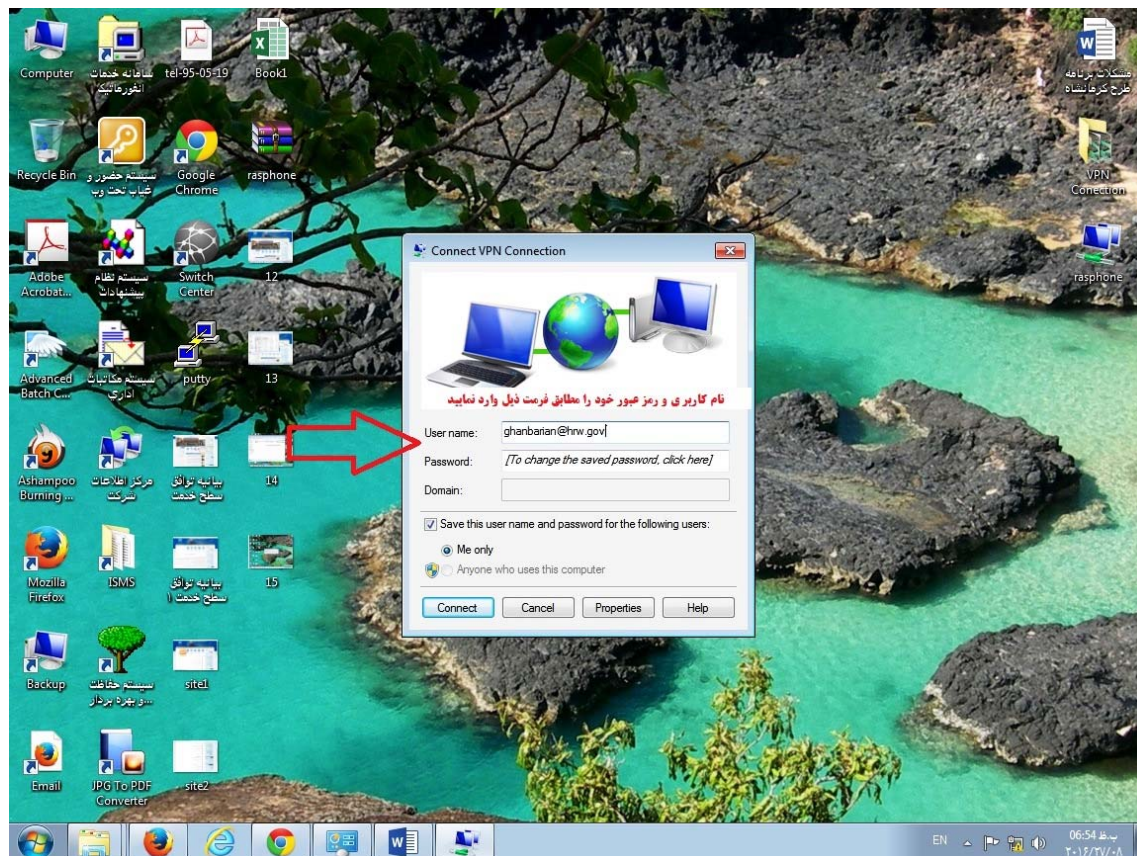 Computer
سامانه خدمات
انفورماتیک
tel-95-05-19
Book1
مشکلات برنامه
طرح کرمانشاه
Recycle Bin
سیستم حضور و
غیاب تحت وب
Google
Chrome
rasphone
VPN
Conection
Adobe
Acrobat...
سیستم نظام
پیشنهادات
Switch
Center
12
rasphone
Advanced
Batch C...
سیستم مکاتبات
اداری
putty
13
Ashampoo
Burning ...
مرکز اطلاعات
شرکت
بیانیه توافق
سطح خدمت
14
Mozilla
Firefox
ISMS
بیانیه توافق
سطح خدمت ۱
15
Backup
سیستم حفاظت
و بهره بردار...
site1
Email
JPG To PDF
Converter
site2
Connect VPN Connection
نام کاربری و رمز عبور خود را مطابق فرمت ذیل وارد نمایید
User name: ghanbarian@hrw.gov
Password: [To change the saved password, click here]
Domain:
Save this user name and password for the following users:
Me only
Anyone who uses this computer
Connect Cancel Properties Help
EN
06:54 ب.ظ